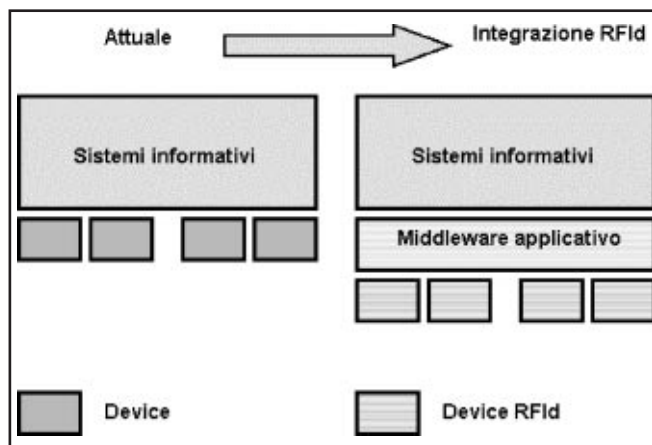 Attuale
Integrazione RFId
Sistemi informativi
Sistemi informativi
Middleware applicativo
Device
Device RFId